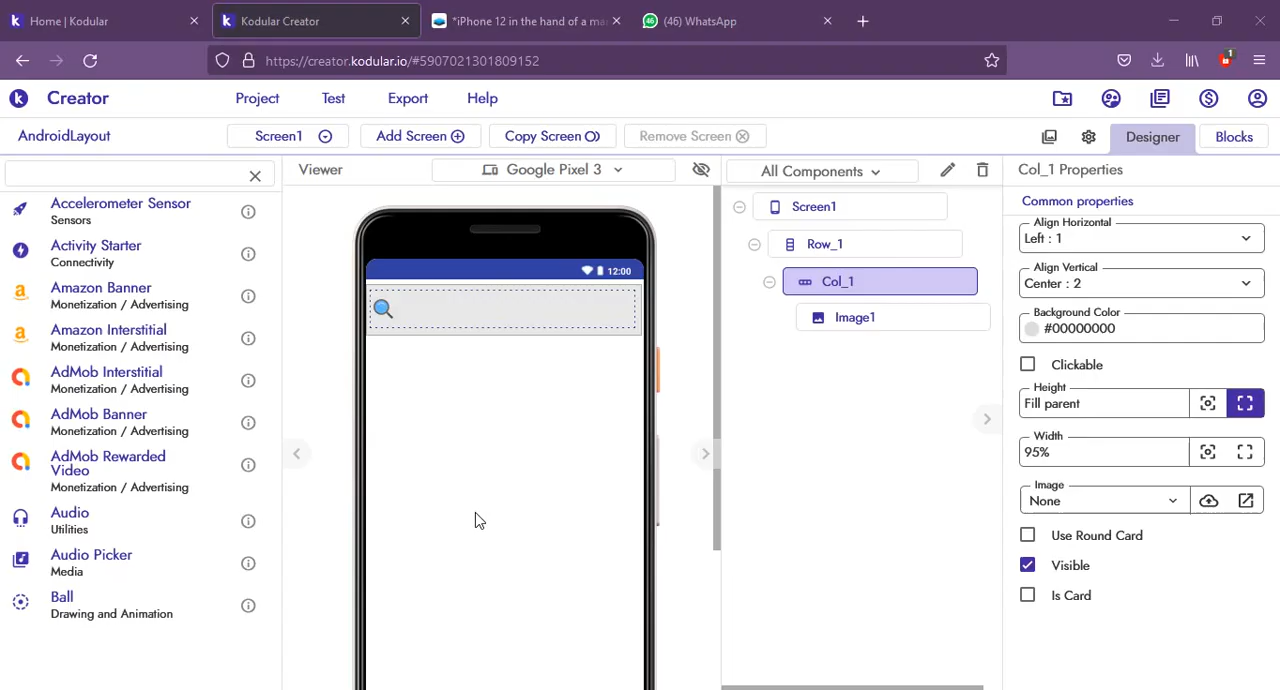 Home | Kodular
Kodular Creator
*iPhone 12 in the hand of a ma
(46) WhatsApp
https://creator.kodular.io/#5907021301809152
1
Creator
Project
Test
Export
Help
AndroidLayout
Screen1
Add Screen
Copy Screen
Remove Screen
Designer
Blocks
Viewer
Google Pixel 3
All Components
Col_1 Properties
Accelerometer Sensor
Sensors
Activity Starter
Connectivity
Amazon Banner
Monetization / Advertising
Amazon Interstitial
Monetization / Advertising
AdMob Interstitial
Monetization / Advertising
AdMob Banner
Monetization / Advertising
AdMob Rewarded
Video
Monetization / Advertising
Audio
Utilities
Audio Picker
Media
Ball
Drawing and Animation
12:00
Screen1
Row_1
Col_1
Image1
Common properties
Align Horizontal
Left : 1
Align Vertical
Center : 2
Background Color
#00000000
Clickable
Height
Fill parent
Width
95%
Image
None
Use Round Card
Visible
Is Card